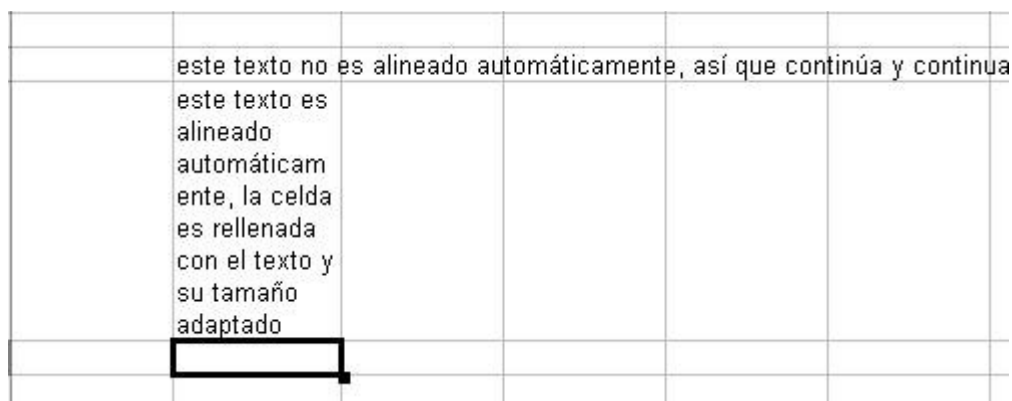 este texto no es alineado automáticamente, así que continúa y continua
este texto es
alineado
automáticam
ente, la celda
es rellenada
con el texto y
su tamaño
adaptado